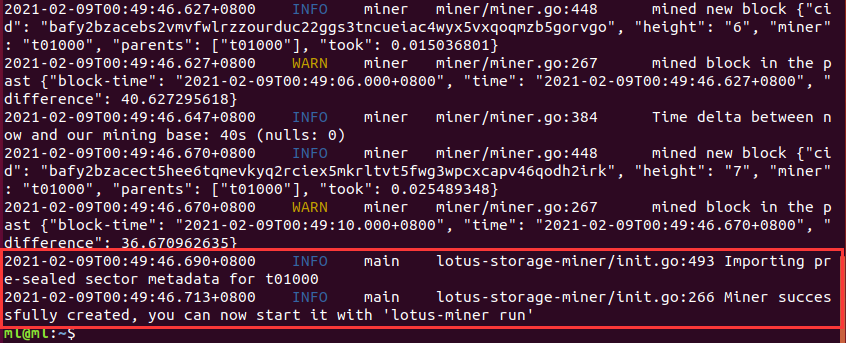 2021-02-09T00:49:46.627+0800 INFO miner miner/miner.go:448 mined new block {"ci
d": "bafy2bzacebs2vmvfwlrzzourduc22ggs3tncueiac4wyx5vxqoqmzb5gorvgo", "height": "6", "miner"
: "t01000", "parents": ["t01000"], "took": 0.015036801}
2021-02-09T00:49:46.627+0800 WARN miner miner/miner.go:267 mined block in the p
ast {"block-time": "2021-02-09T00:49:06.000+0800", "time": "2021-02-09T00:49:46.627+0800", "
difference": 40.627295618}
2021-02-09T00:49:46.647+0800 INFO miner miner/miner.go:384 Time delta between n
ow and our mining base: 40s (nulls: 0)
2021-02-09T00:49:46.670+0800 INFO miner miner/miner.go:448 mined new block {"ci
d": "bafy2bzacect5hee6tqmevkyq2rciex5mkrltvt5fwg3wpcxcapv46qodh2irk", "height": "7", "miner"
: "t01000", "parents": ["t01000"], "took": 0.025489348}
2021-02-09T00:49:46.670+0800 WARN miner miner/miner.go:267 mined block in the p
ast {"block-time": "2021-02-09T00:49:10.000+0800", "time": "2021-02-09T00:49:46.670+0800", "
difference": 36.670962635}
2021-02-09T00:49:46.690+0800 INFO main lotus-storage-miner/init.go:493 Importing pr
e-sealed sector metadata for t01000
2021-02-09T00:49:46.713+0800 INFO main lotus-storage-miner/init.go:266 Miner succes
sfully created, you can now start it with 'lotus-miner run'
ml@ml:~$